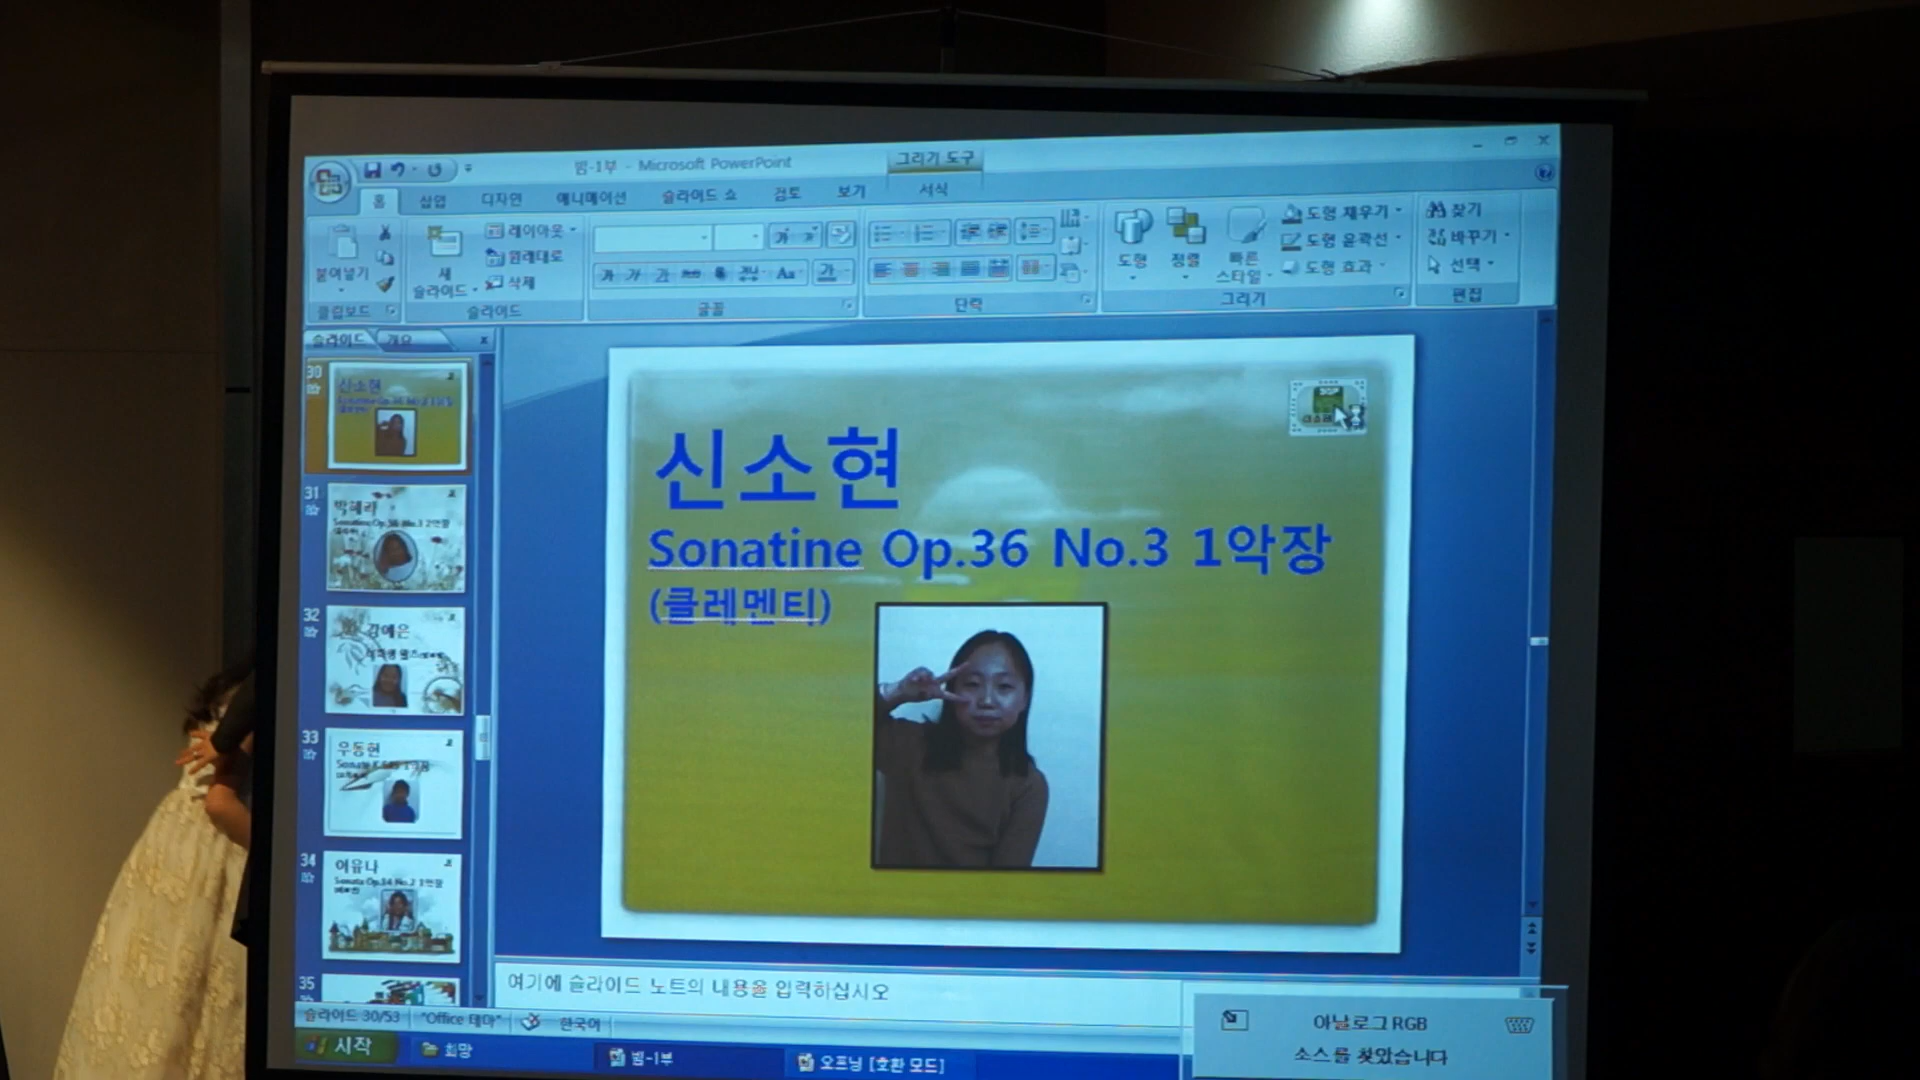 빔-1부 - Microsoft PowerPoint
그리기 도구
홈 삽입 디자인 애니메이션 슬라이드 쇼 검토 보기 서식
붙여넣기
클립보드
새 슬라이드
레이아웃
원래대로
삭제
슬라이드
글꼴
단락
도형
정렬
빠른 스타일
도형 채우기
도형 윤곽선
도형 효과
그리기
찾기
바꾸기
선택
편집
슬라이드 개요
30
신소현
31
박혜리
32
33
우동현
34
35
신소현
Sonatine Op.36 No.3 1악장
(클레멘티)
여기에 슬라이드 노트의 내용을 입력하십시오
슬라이드 30/53 "Office 테마" 한국어
시작 희망 빔-1부 오프닝 [호환 모드]
아날로그 RGB
소스를 찾았습니다